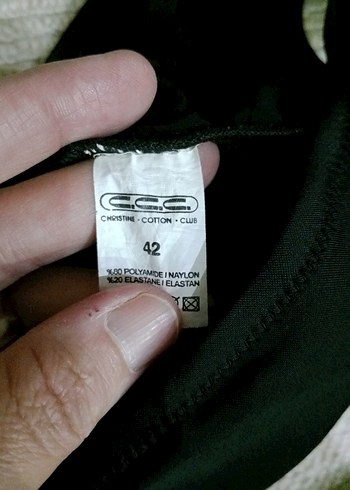 C.C.C.
CHRISTINE · COTTON · CLUB
42
%80 POLYAMIDE / NAYLON
%20 ELASTANE / ELASTAN